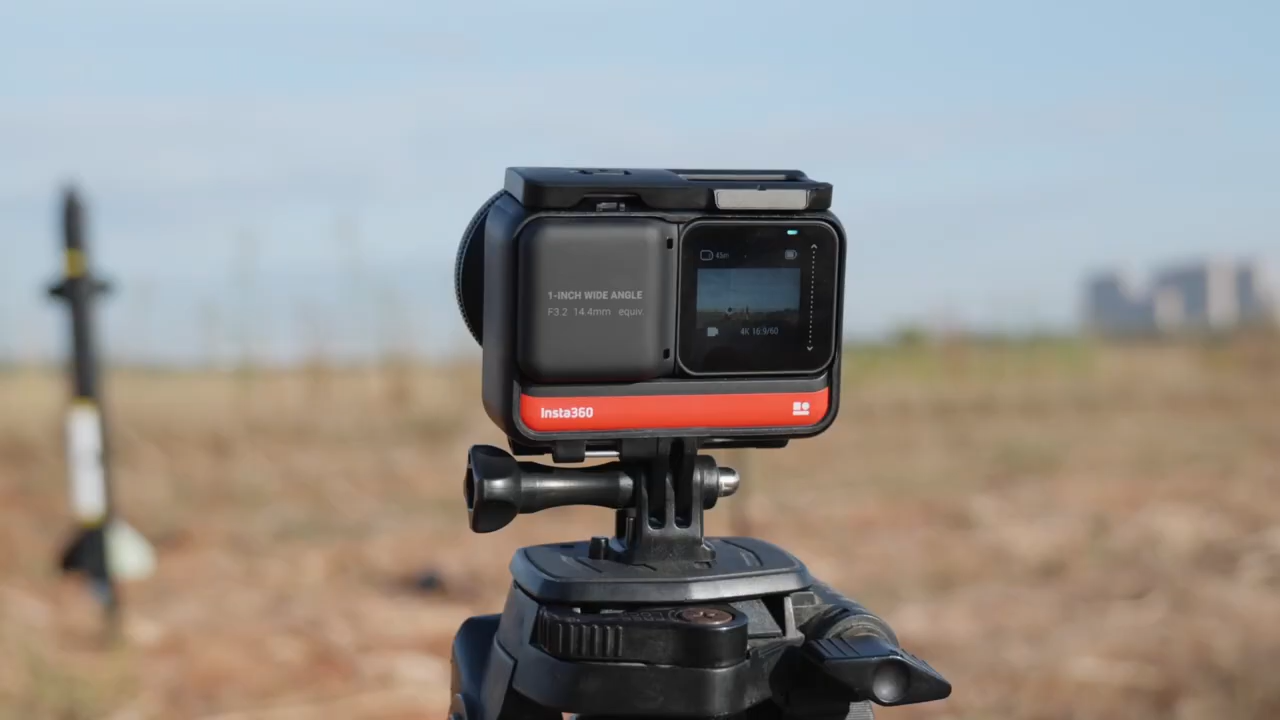 1-INCH WIDE ANGLE
F3.2 14.4mm equiv.
45m
4K 16:9/60
Insta360